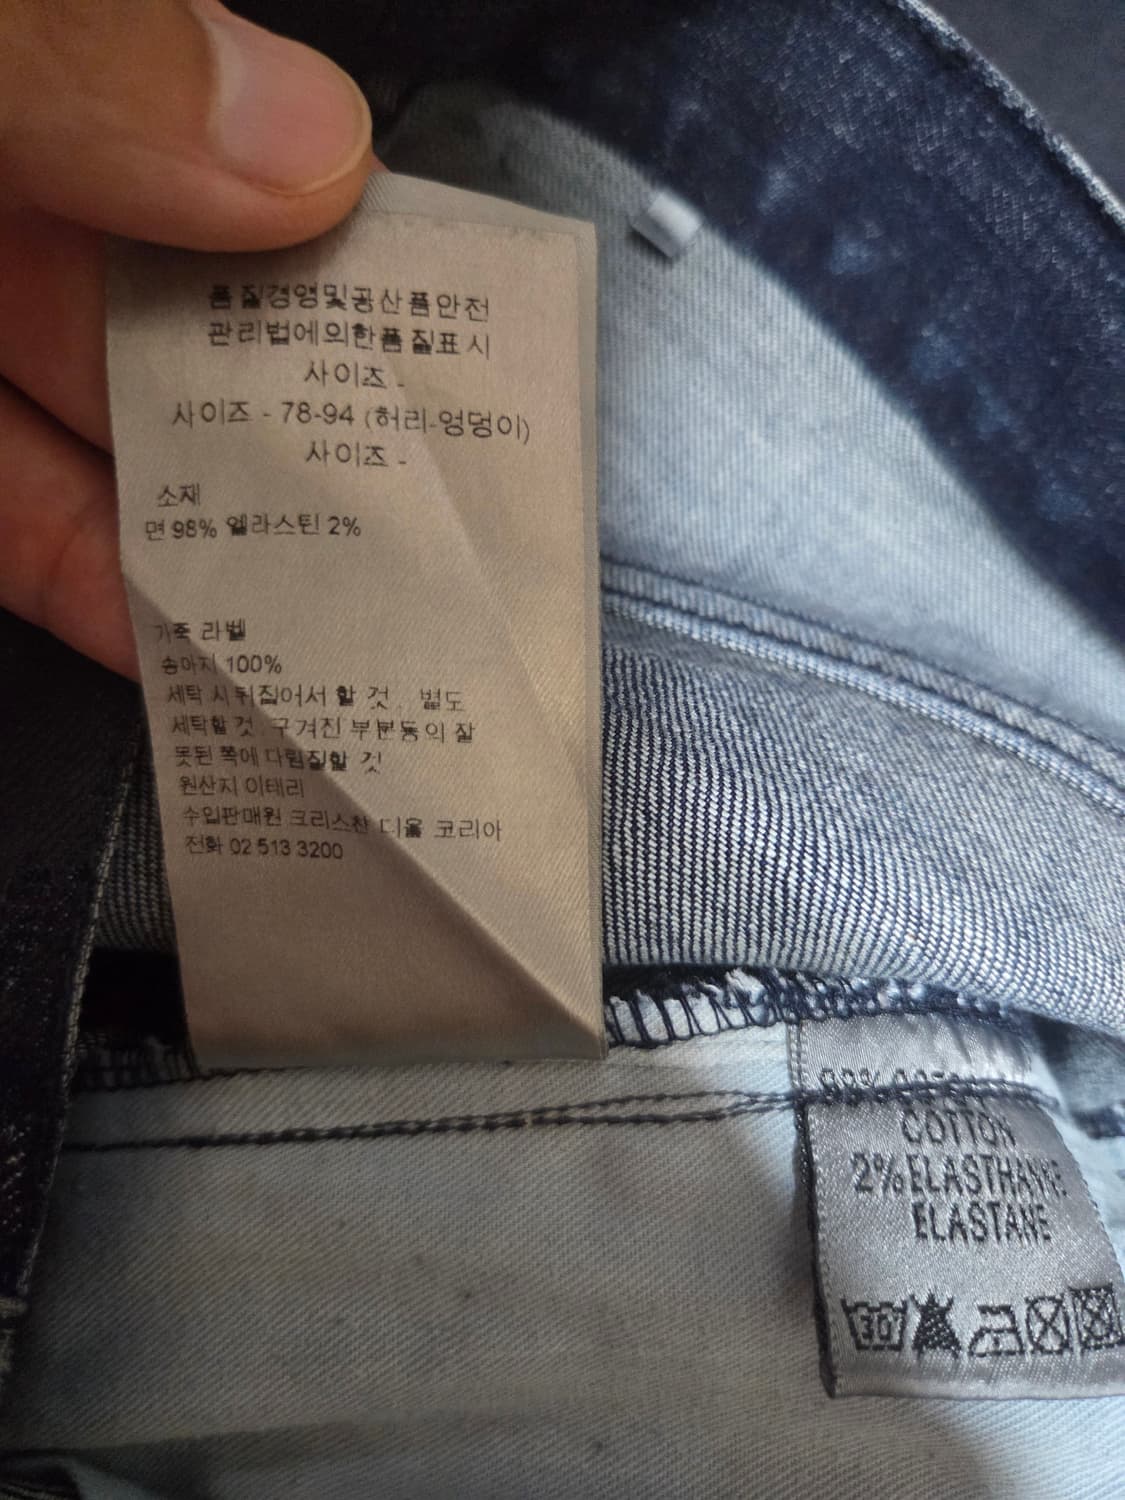 품질경영및공산품안전
관리법에의한품질표시
사이즈 -
사이즈 - 78-94 (허리-엉덩이)
사이즈 -
소재
면 98% 엘라스틴 2%
가죽 라벨
송아지 100%
세탁 시 뒤집어서 할 것 . 별도
세탁할 것 . 구겨진 부분동의 잘
못된 쪽에 다림질할 것
원산지 이테리
수입판매원 크리스찬 디올 코리아
전화 02 513 3200
COTTON
2%ELASTHANNE
ELASTANE
30